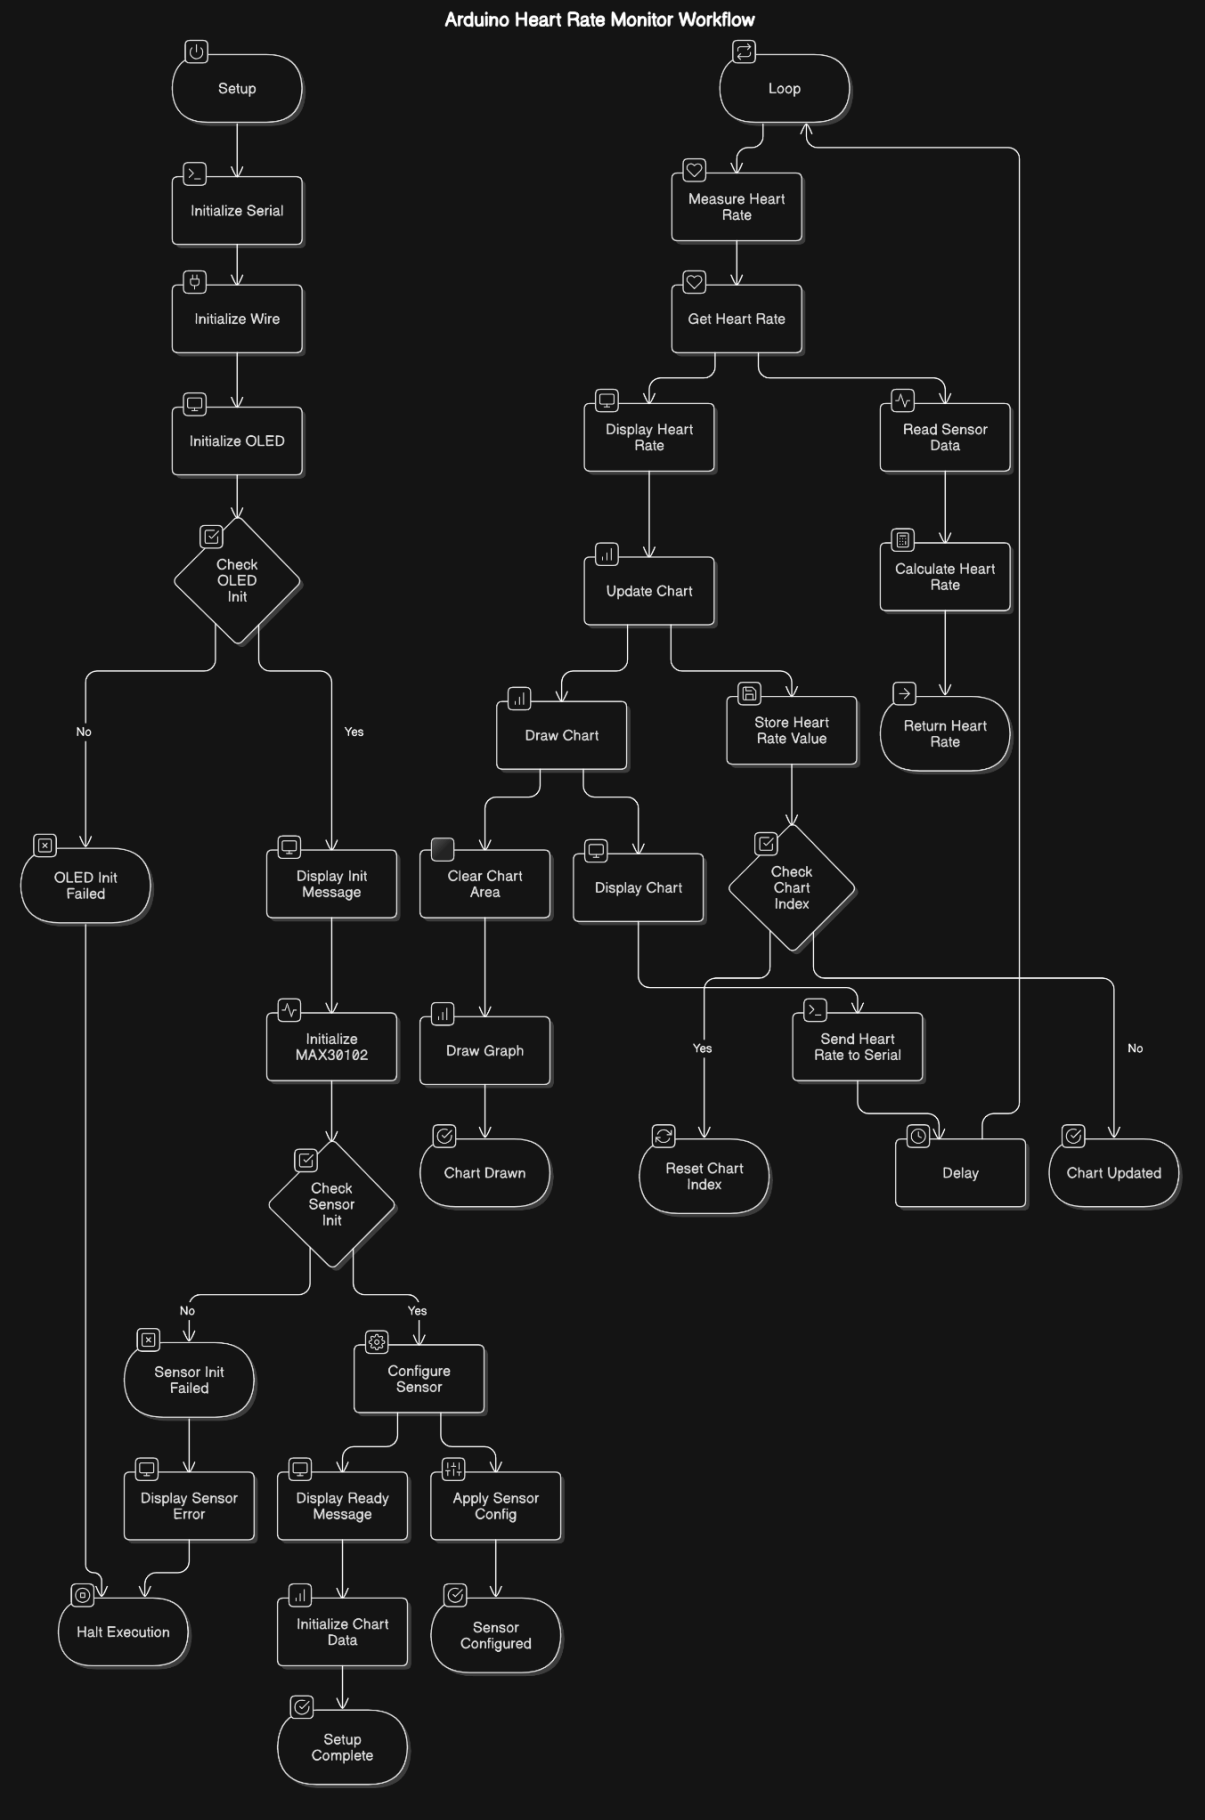 Arduino Heart Rate Monitor Workflow
Setup
Loop
Initialize Serial
Measure Heart
Rate
Initialize Wire
Get Heart Rate
Initialize OLED
Display Heart
Rate
Read Sensor
Data
Check
OLED
Init
Update Chart
Calculate Heart
Rate
No
Yes
Draw Chart
Store Heart
Rate Value
Return Heart
Rate
OLED Init
Failed
Display Init
Message
Clear Chart
Area
Display Chart
Check
Chart
Index
Initialize
MAX30102
Draw Graph
Yes
Send Heart
Rate to Serial
No
Check
Sensor
Init
Chart Drawn
Reset Chart
Index
Delay
Chart Updated
No
Yes
Sensor Init
Failed
Configure
Sensor
Display Sensor
Error
Display Ready
Message
Apply Sensor
Config
Halt Execution
Initialize Chart
Data
Sensor
Configured
Setup
Complete